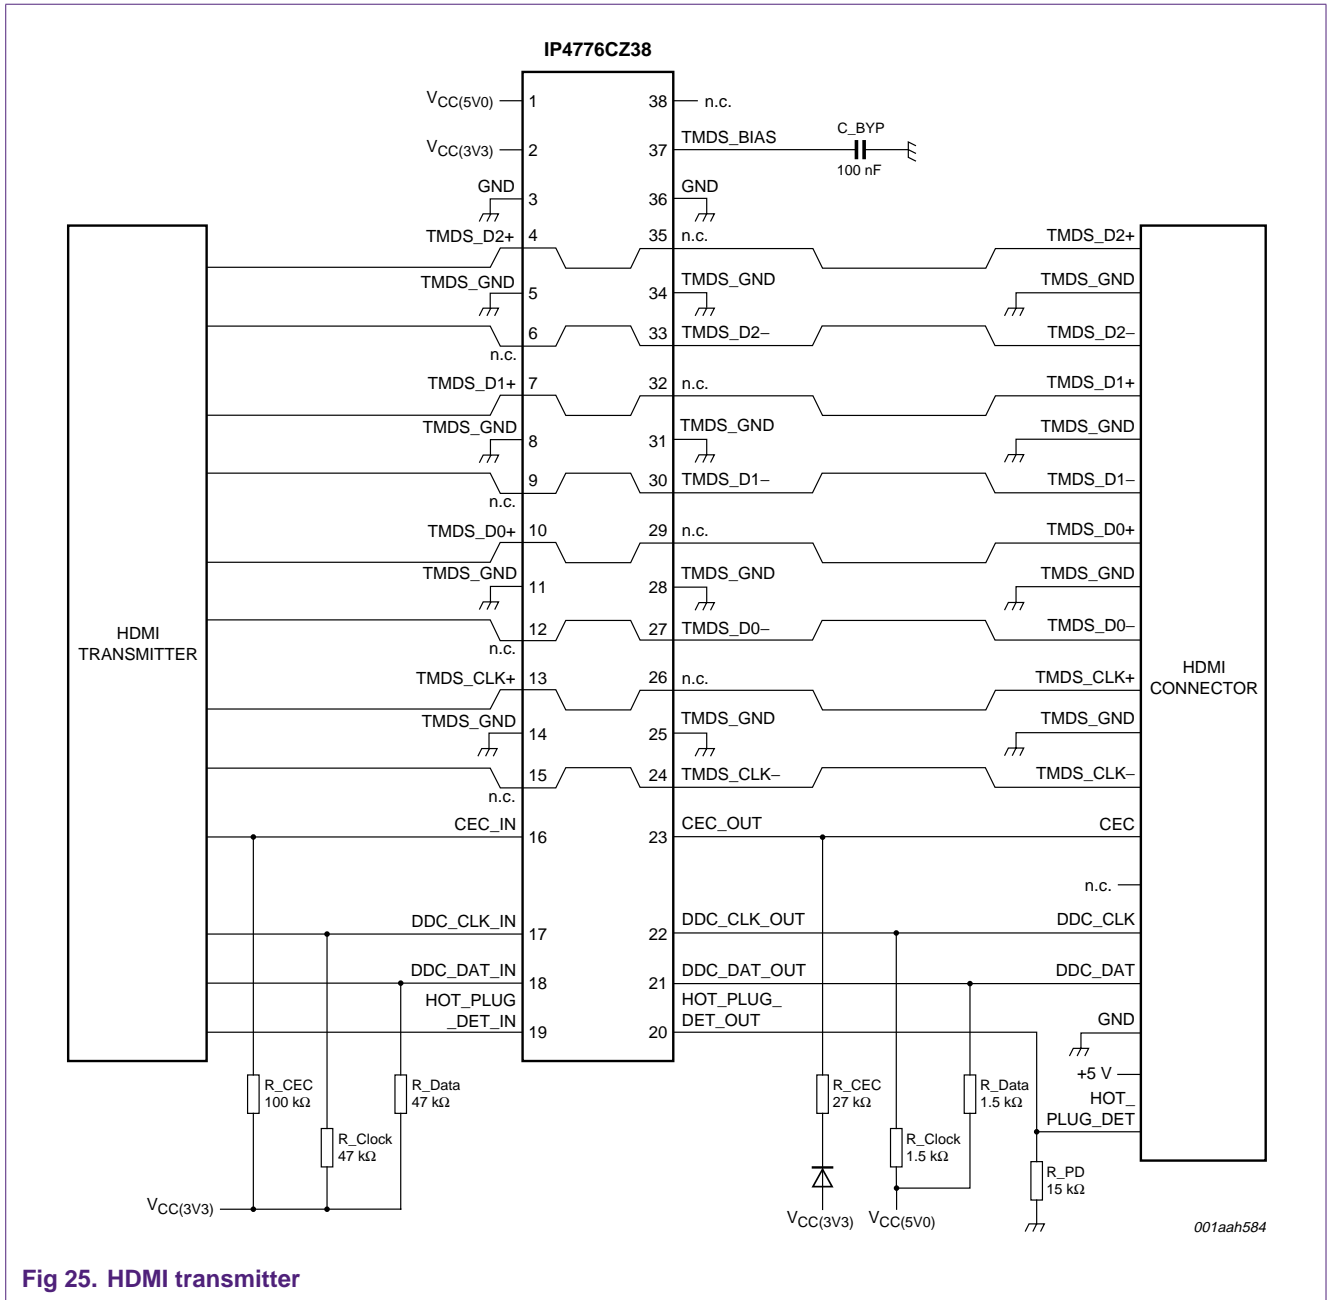 IP4776CZ38
VCC(5V0) 1 38 n.c.
VCC(3V3) 2 37 TMDS_BIAS C_BYP 100 nF
GND 3 36 GND
TMDS_D2+ 4 35 n.c. TMDS_D2+
TMDS_GND 5 34 TMDS_GND TMDS_GND
n.c. 6 33 TMDS_D2− TMDS_D2−
TMDS_D1+ 7 32 n.c. TMDS_D1+
TMDS_GND 8 31 TMDS_GND TMDS_GND
n.c. 9 30 TMDS_D1− TMDS_D1−
TMDS_D0+ 10 29 n.c. TMDS_D0+
TMDS_GND 11 28 TMDS_GND TMDS_GND
n.c. 12 27 TMDS_D0− TMDS_D0−
HDMI
TRANSMITTER
HDMI
CONNECTOR
TMDS_CLK+ 13 26 n.c. TMDS_CLK+
TMDS_GND 14 25 TMDS_GND TMDS_GND
n.c. 15 24 TMDS_CLK− TMDS_CLK−
CEC_IN 16 23 CEC_OUT CEC
n.c.
DDC_CLK_IN 17 22 DDC_CLK_OUT DDC_CLK
DDC_DAT_IN 18 21 DDC_DAT_OUT DDC_DAT
HOT_PLUG
_DET_IN 19
20 HOT_PLUG_
DET_OUT
GND
+5 V
HOT_
PLUG_DET
R_CEC
100 kΩ
R_Data
47 kΩ
R_Clock
47 kΩ
VCC(3V3)
R_CEC
27 kΩ
R_Data
1.5 kΩ
R_Clock
1.5 kΩ
R_PD
15 kΩ
VCC(3V3) VCC(5V0)
001aah584
Fig 25. HDMI transmitter